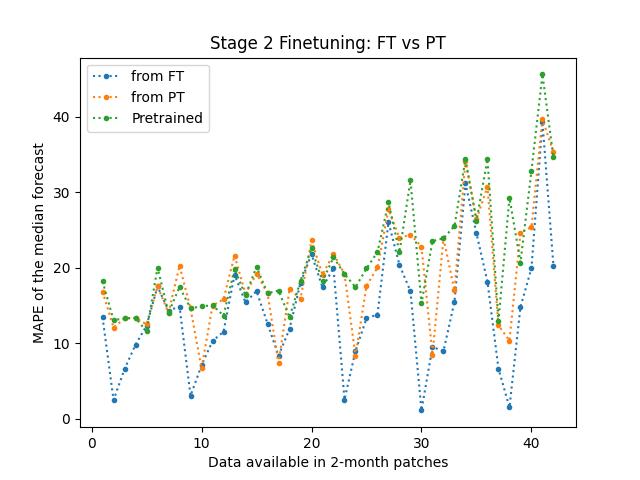 Stage 2 Finetuning: FT vs PT
from FT
from PT
Pretrained
MAPE of the median forecast
40
30
20
10
0
0 10 20 30 40
Data available in 2-month patches